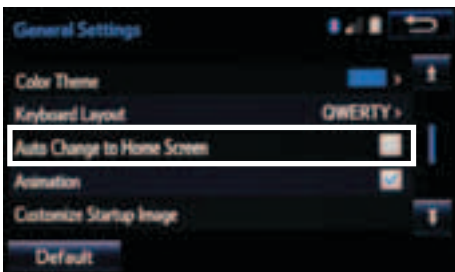 General Settings
Color Theme
Keyboard Layout QWERTY
Auto Change to Home Screen
Animation
Customize Startup Image
Default